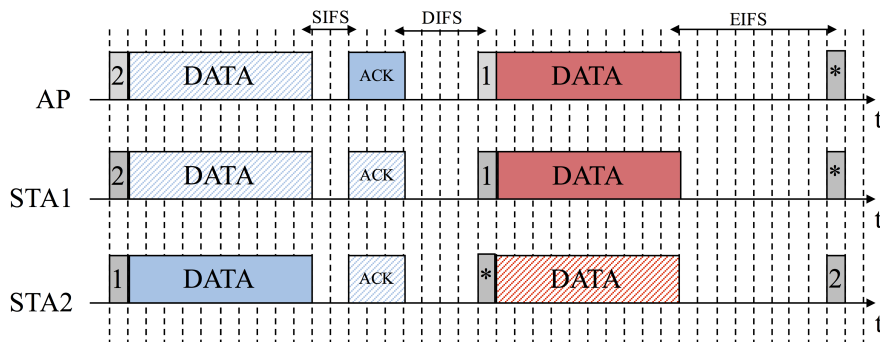 SIFS DIFS EIFS
2 DATA ACK 1 DATA *
AP
t
2 DATA ACK 1 DATA *
STA1
t
1 DATA ACK * DATA 2
STA2
t